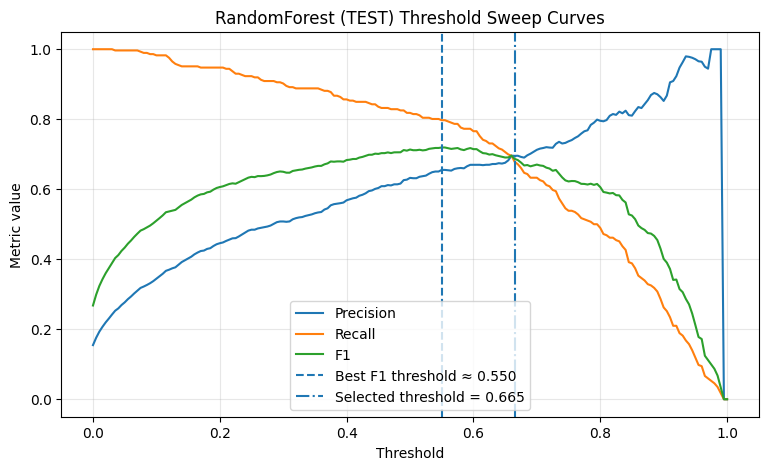 RandomForest (TEST) Threshold Sweep Curves
Metric value
1.0
0.8
0.6
0.4
0.2
0.0
Precision
Recall
F1
Best F1 threshold ≈ 0.550
Selected threshold = 0.665
0.0 0.2 0.4 0.6 0.8 1.0
Threshold